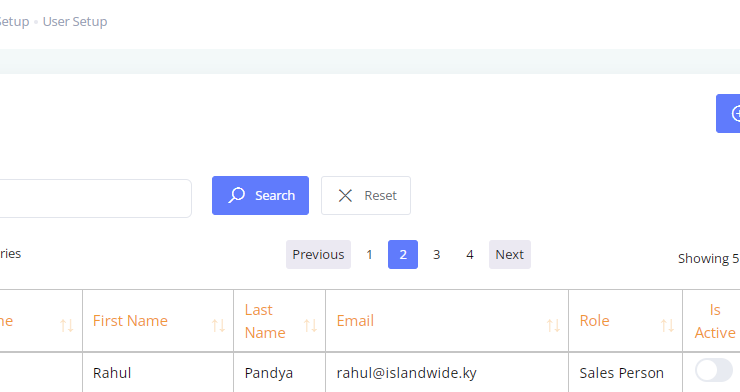 Setup • User Setup
Search
Reset
ries
Previous 1 2 3 4 Next
Showing 5
ne
First Name
Last Name
Email
Role
Is Active
Rahul Pandya rahul@islandwide.ky Sales Person